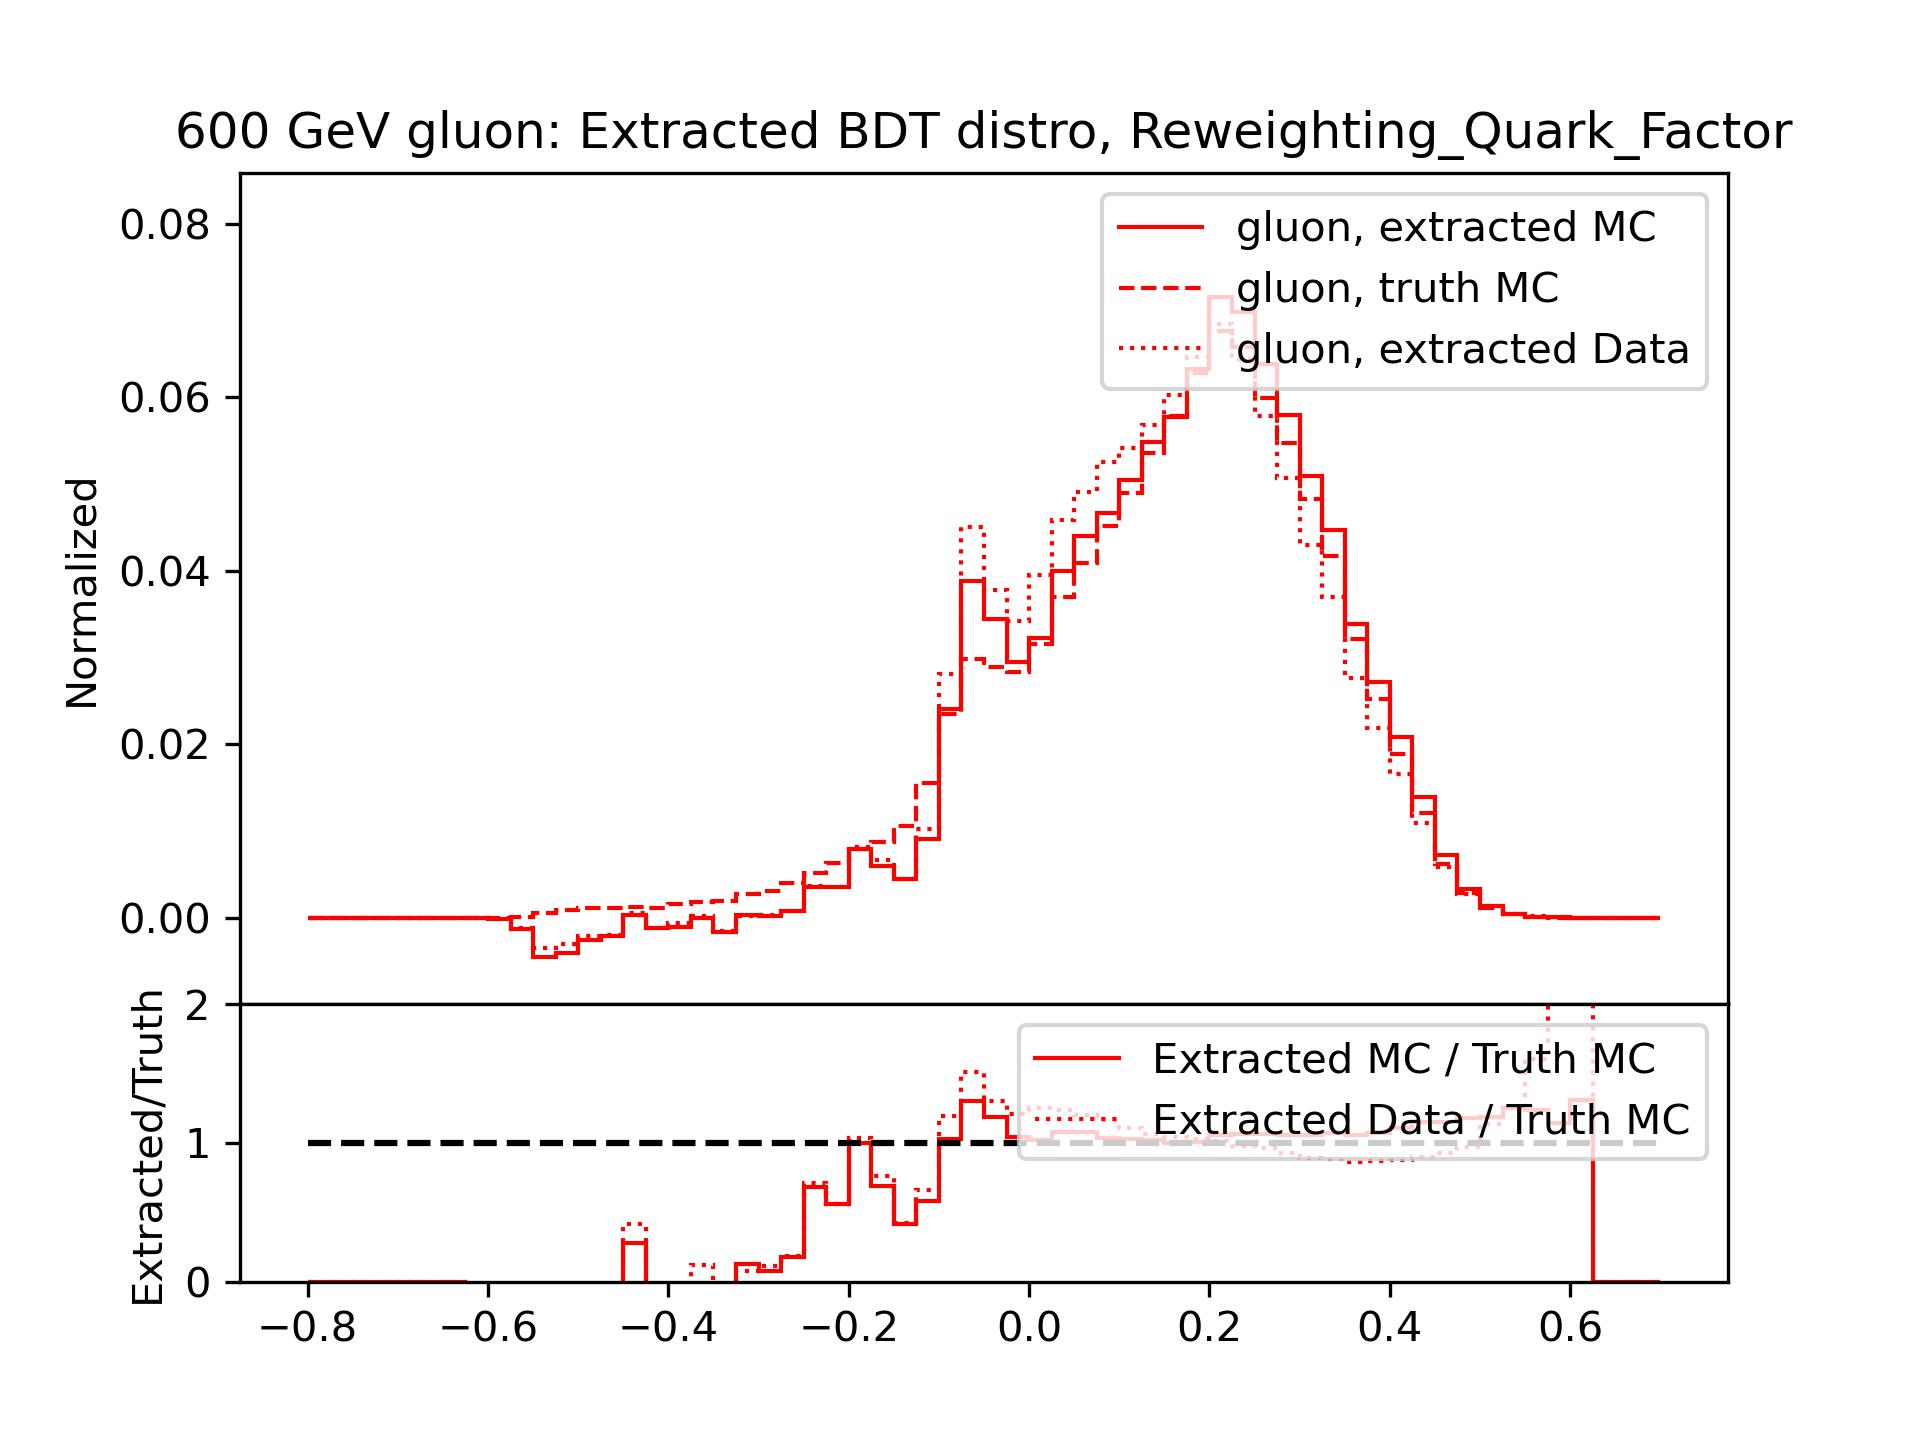 600 GeV gluon: Extracted BDT distro, Reweighting_Quark_Factor
gluon, extracted MC
gluon, truth MC
gluon, extracted Data
Normalized
0.08
0.06
0.04
0.02
0.00
Extracted MC / Truth MC
Extracted Data / Truth MC
Extracted/Truth
2
1
0
−0.8 −0.6 −0.4 −0.2 0.0 0.2 0.4 0.6